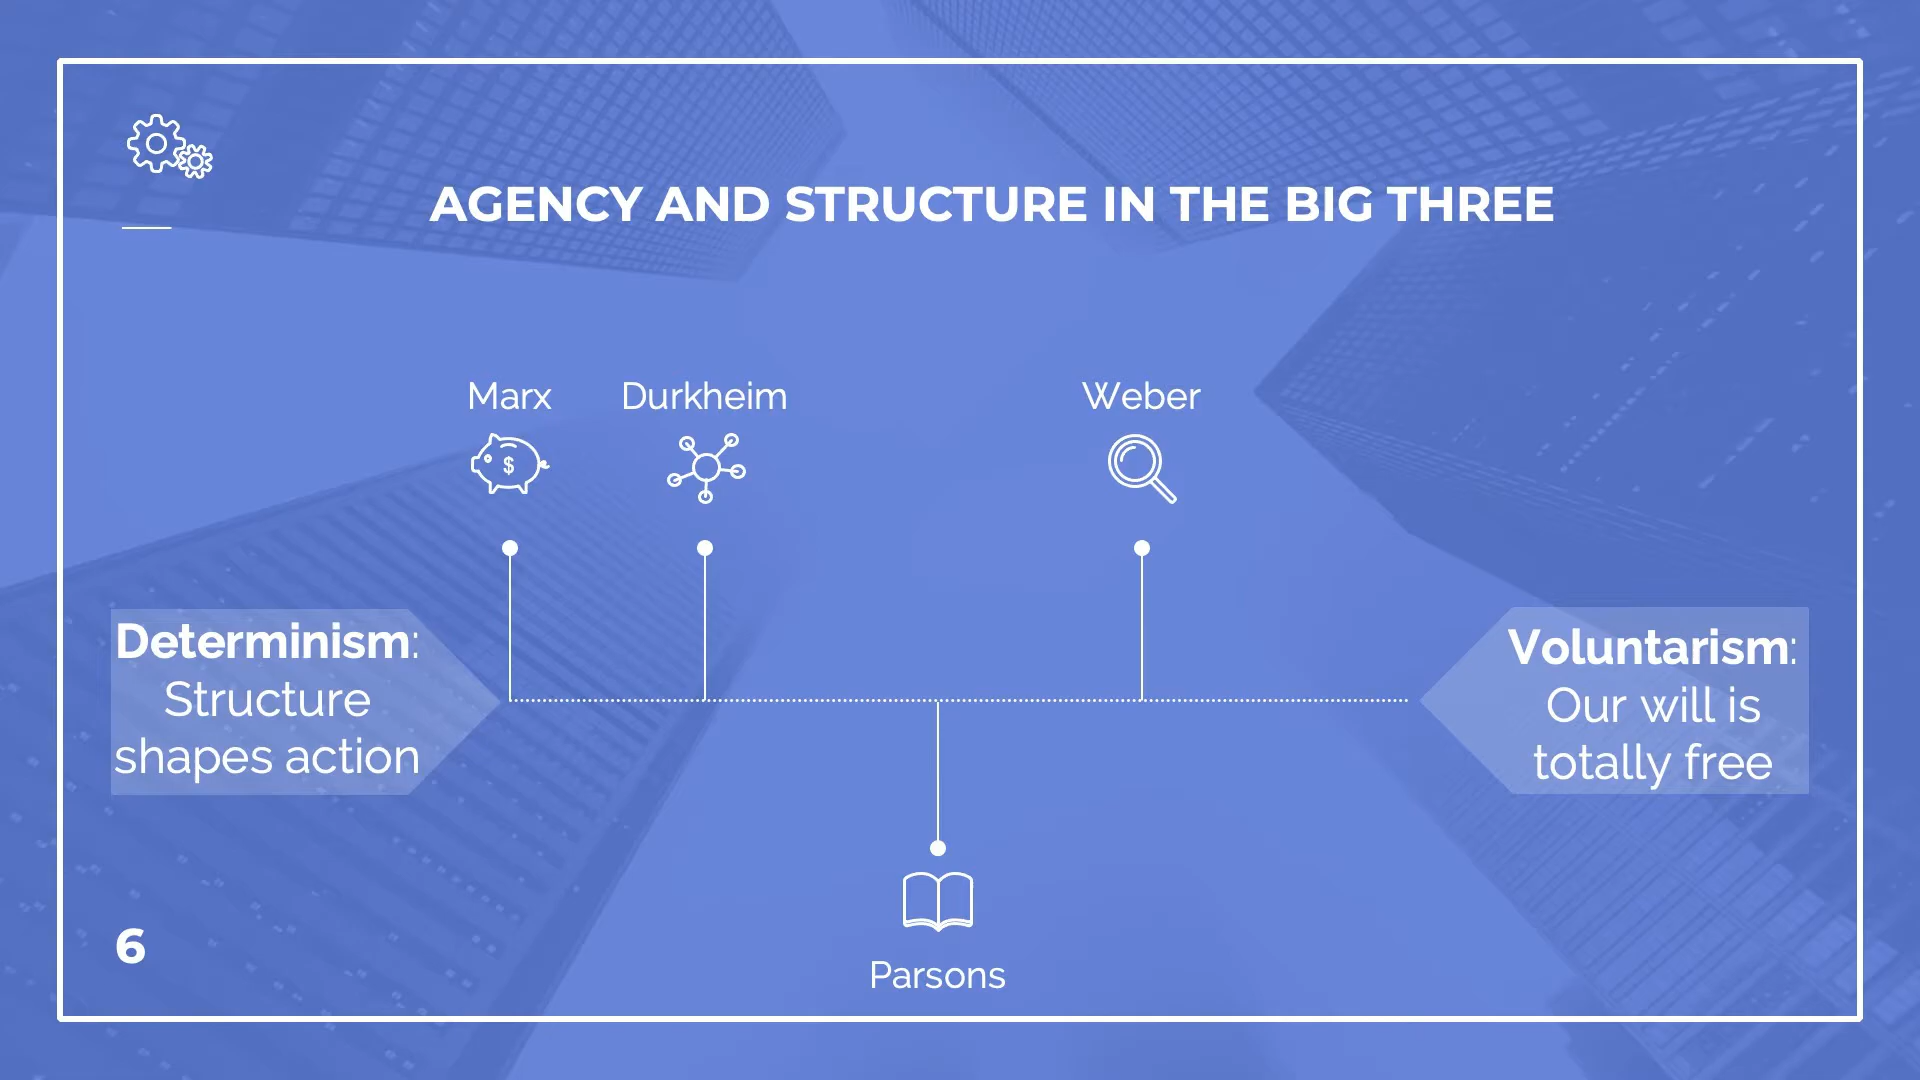 AGENCY AND STRUCTURE IN THE BIG THREE
Marx
Durkheim
Weber
$
Determinism:
Structure
shapes action
Voluntarism:
Our will is
totally free
Parsons
6